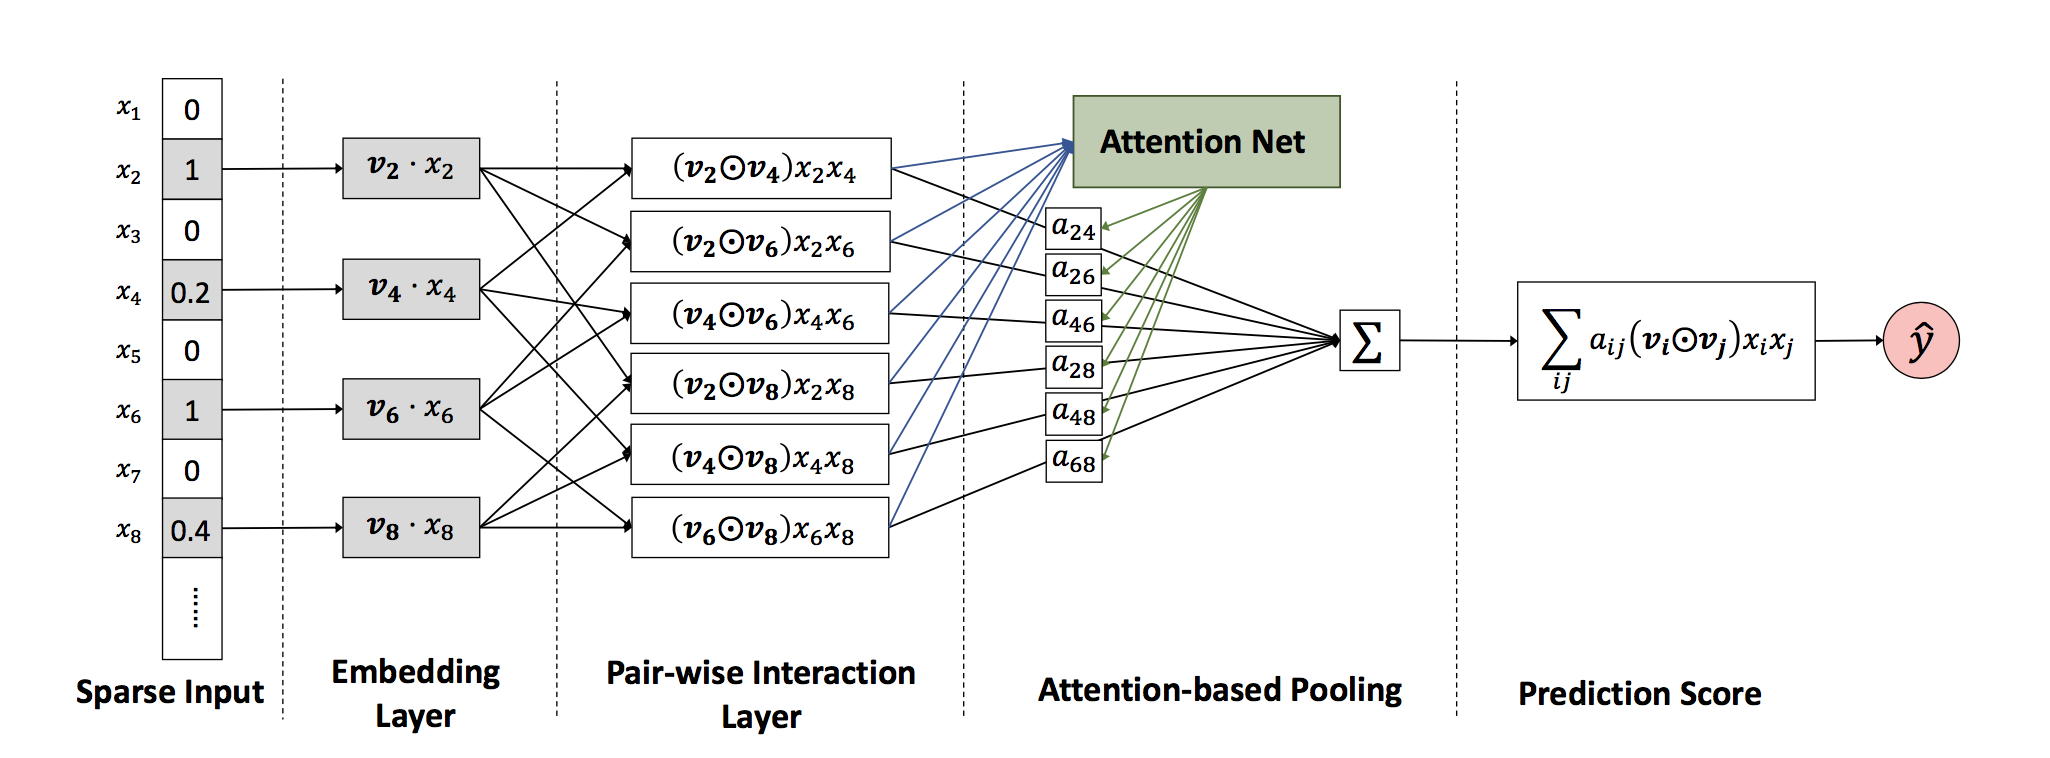 x₁ 0
x₂ 1
x₃ 0
x₄ 0.2
x₅ 0
x₆ 1
x₇ 0
x₈ 0.4
......
Sparse Input
v₂ · x₂
v₄ · x₄
v₆ · x₆
v₈ · x₈
Embedding
Layer
(v₂⊙v₄)x₂x₄
(v₂⊙v₆)x₂x₆
(v₄⊙v₆)x₄x₆
(v₂⊙v₈)x₂x₈
(v₄⊙v₈)x₄x₈
(v₆⊙v₈)x₆x₈
Pair-wise Interaction
Layer
Attention Net
a₂₄
a₂₆
a₄₆
a₂₈
a₄₈
a₆₈
∑
Attention-based Pooling
∑ aᵢⱼ(vᵢ⊙vⱼ)xᵢxⱼ
ij
ŷ
Prediction Score